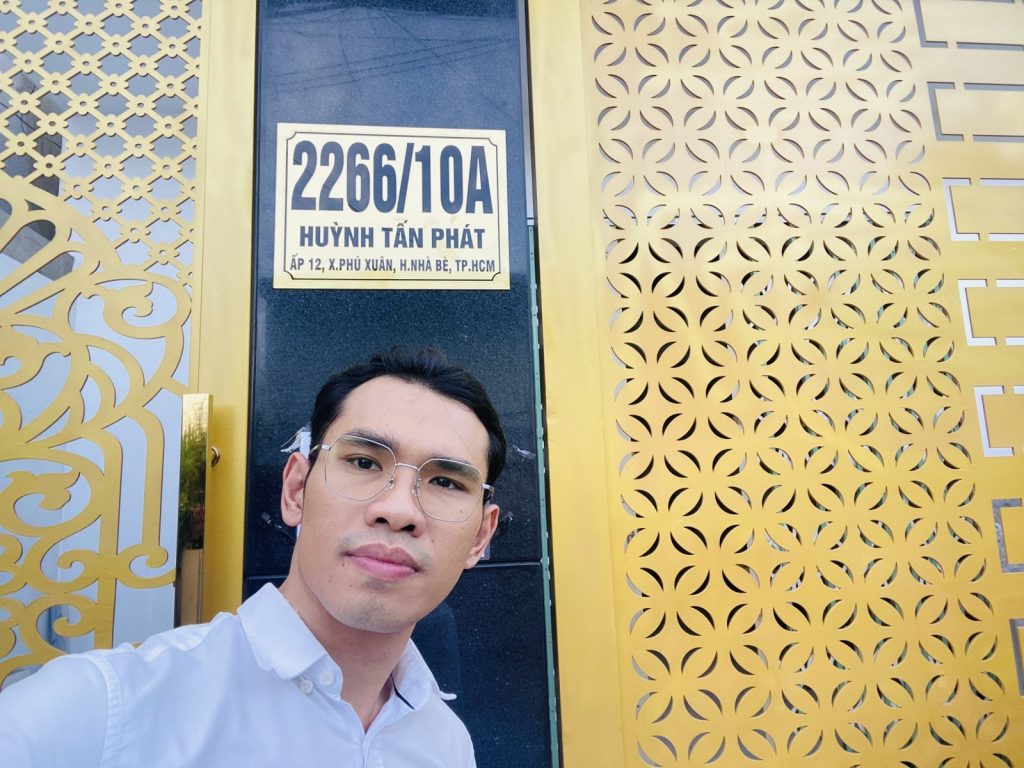 2266/10A
HUỲNH TẤN PHÁT
ẤP 12, X.PHÚ XUÂN, H.NHÀ BÈ, TP.HCM